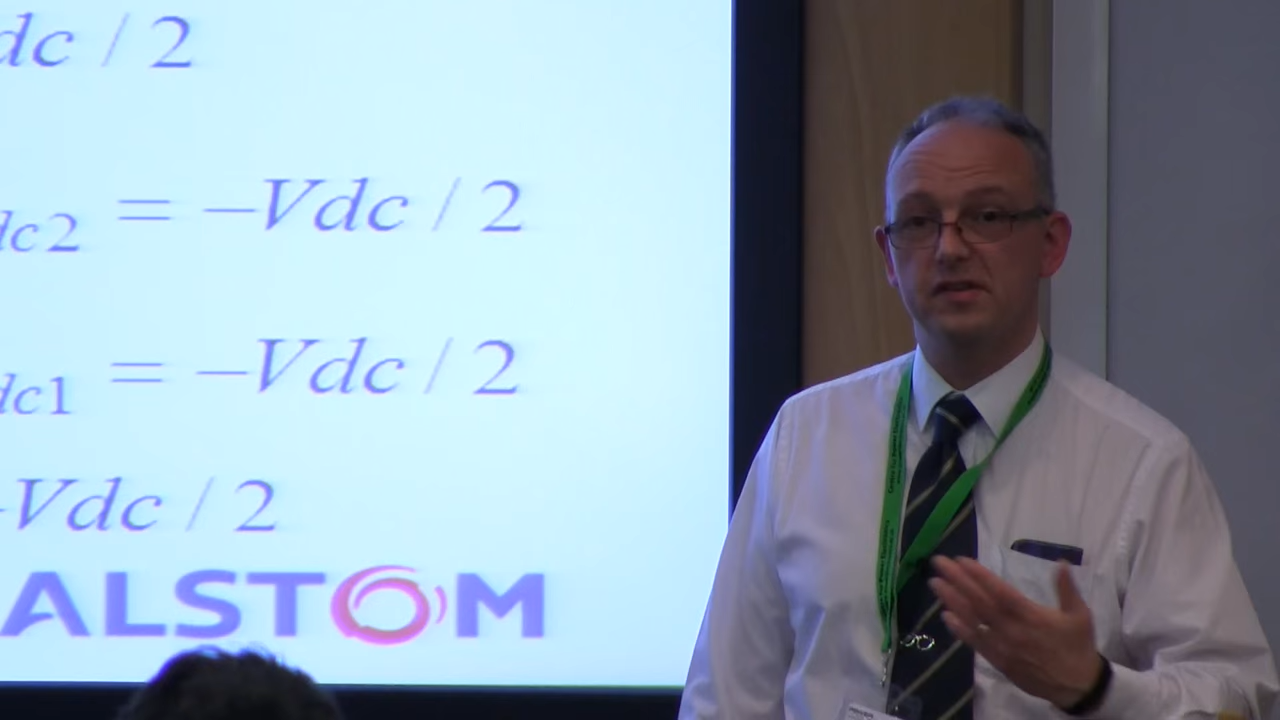 dc / 2
dc2 = –Vdc / 2
dc1 = –Vdc / 2
–Vdc / 2
ALSTOM